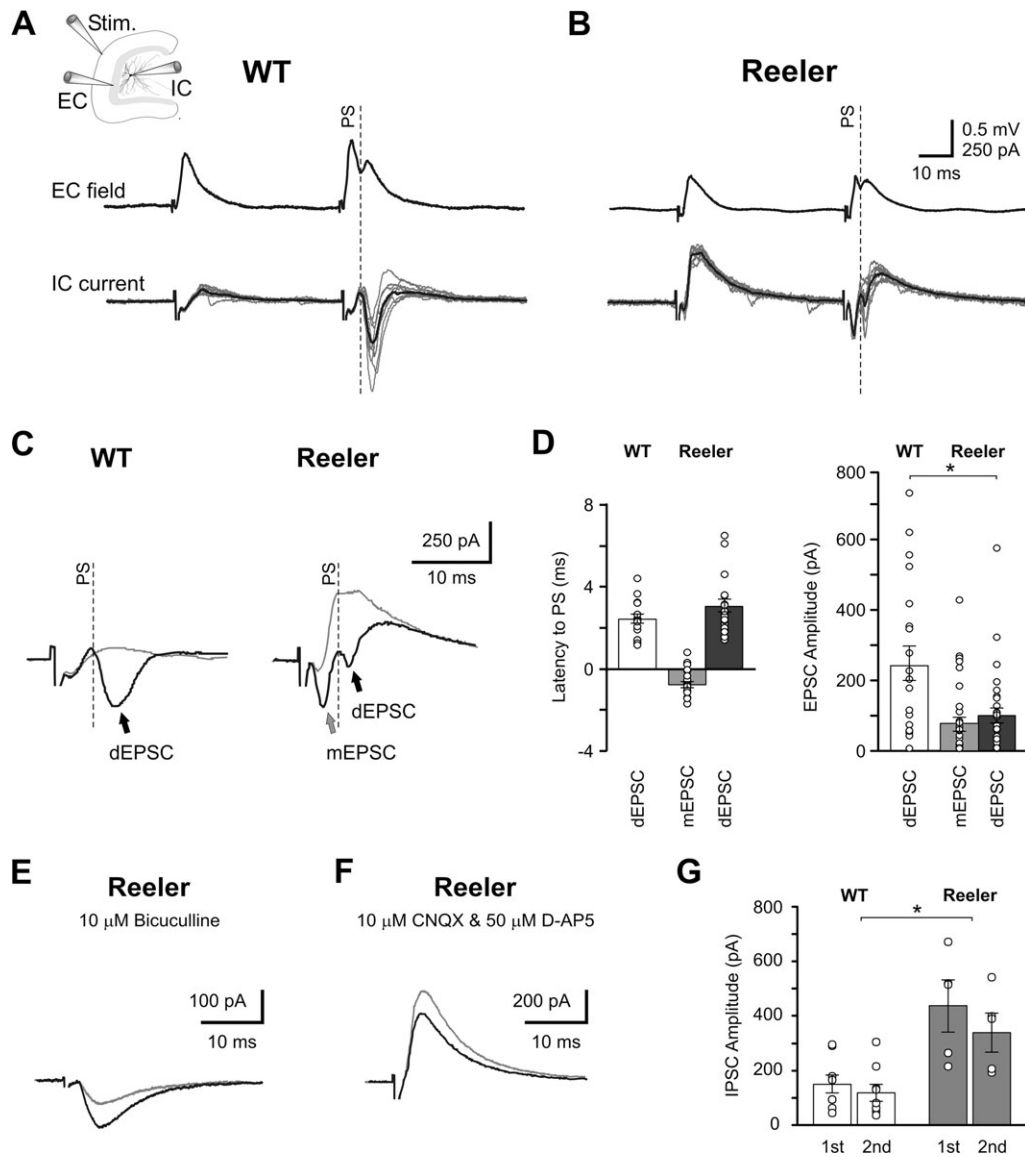 A
Stim.
EC
IC
WT
PS
EC field
IC current
B
Reeler
PS
0.5 mV
250 pA
10 ms
C
WT
Reeler
PS
dEPSC
PS
dEPSC
mEPSC
250 pA
10 ms
D
WT Reeler
8
4
0
-4
Latency to PS (ms)
dEPSC
mEPSC
dEPSC
WT Reeler
*
800
600
400
200
0
EPSC Amplitude (pA)
dEPSC
mEPSC
dEPSC
E
Reeler
10 μM Bicuculline
100 pA
10 ms
F
Reeler
10 μM CNQX & 50 μM D-AP5
200 pA
10 ms
G
WT Reeler
*
800
600
400
200
0
IPSC Amplitude (pA)
1st 2nd 1st 2nd